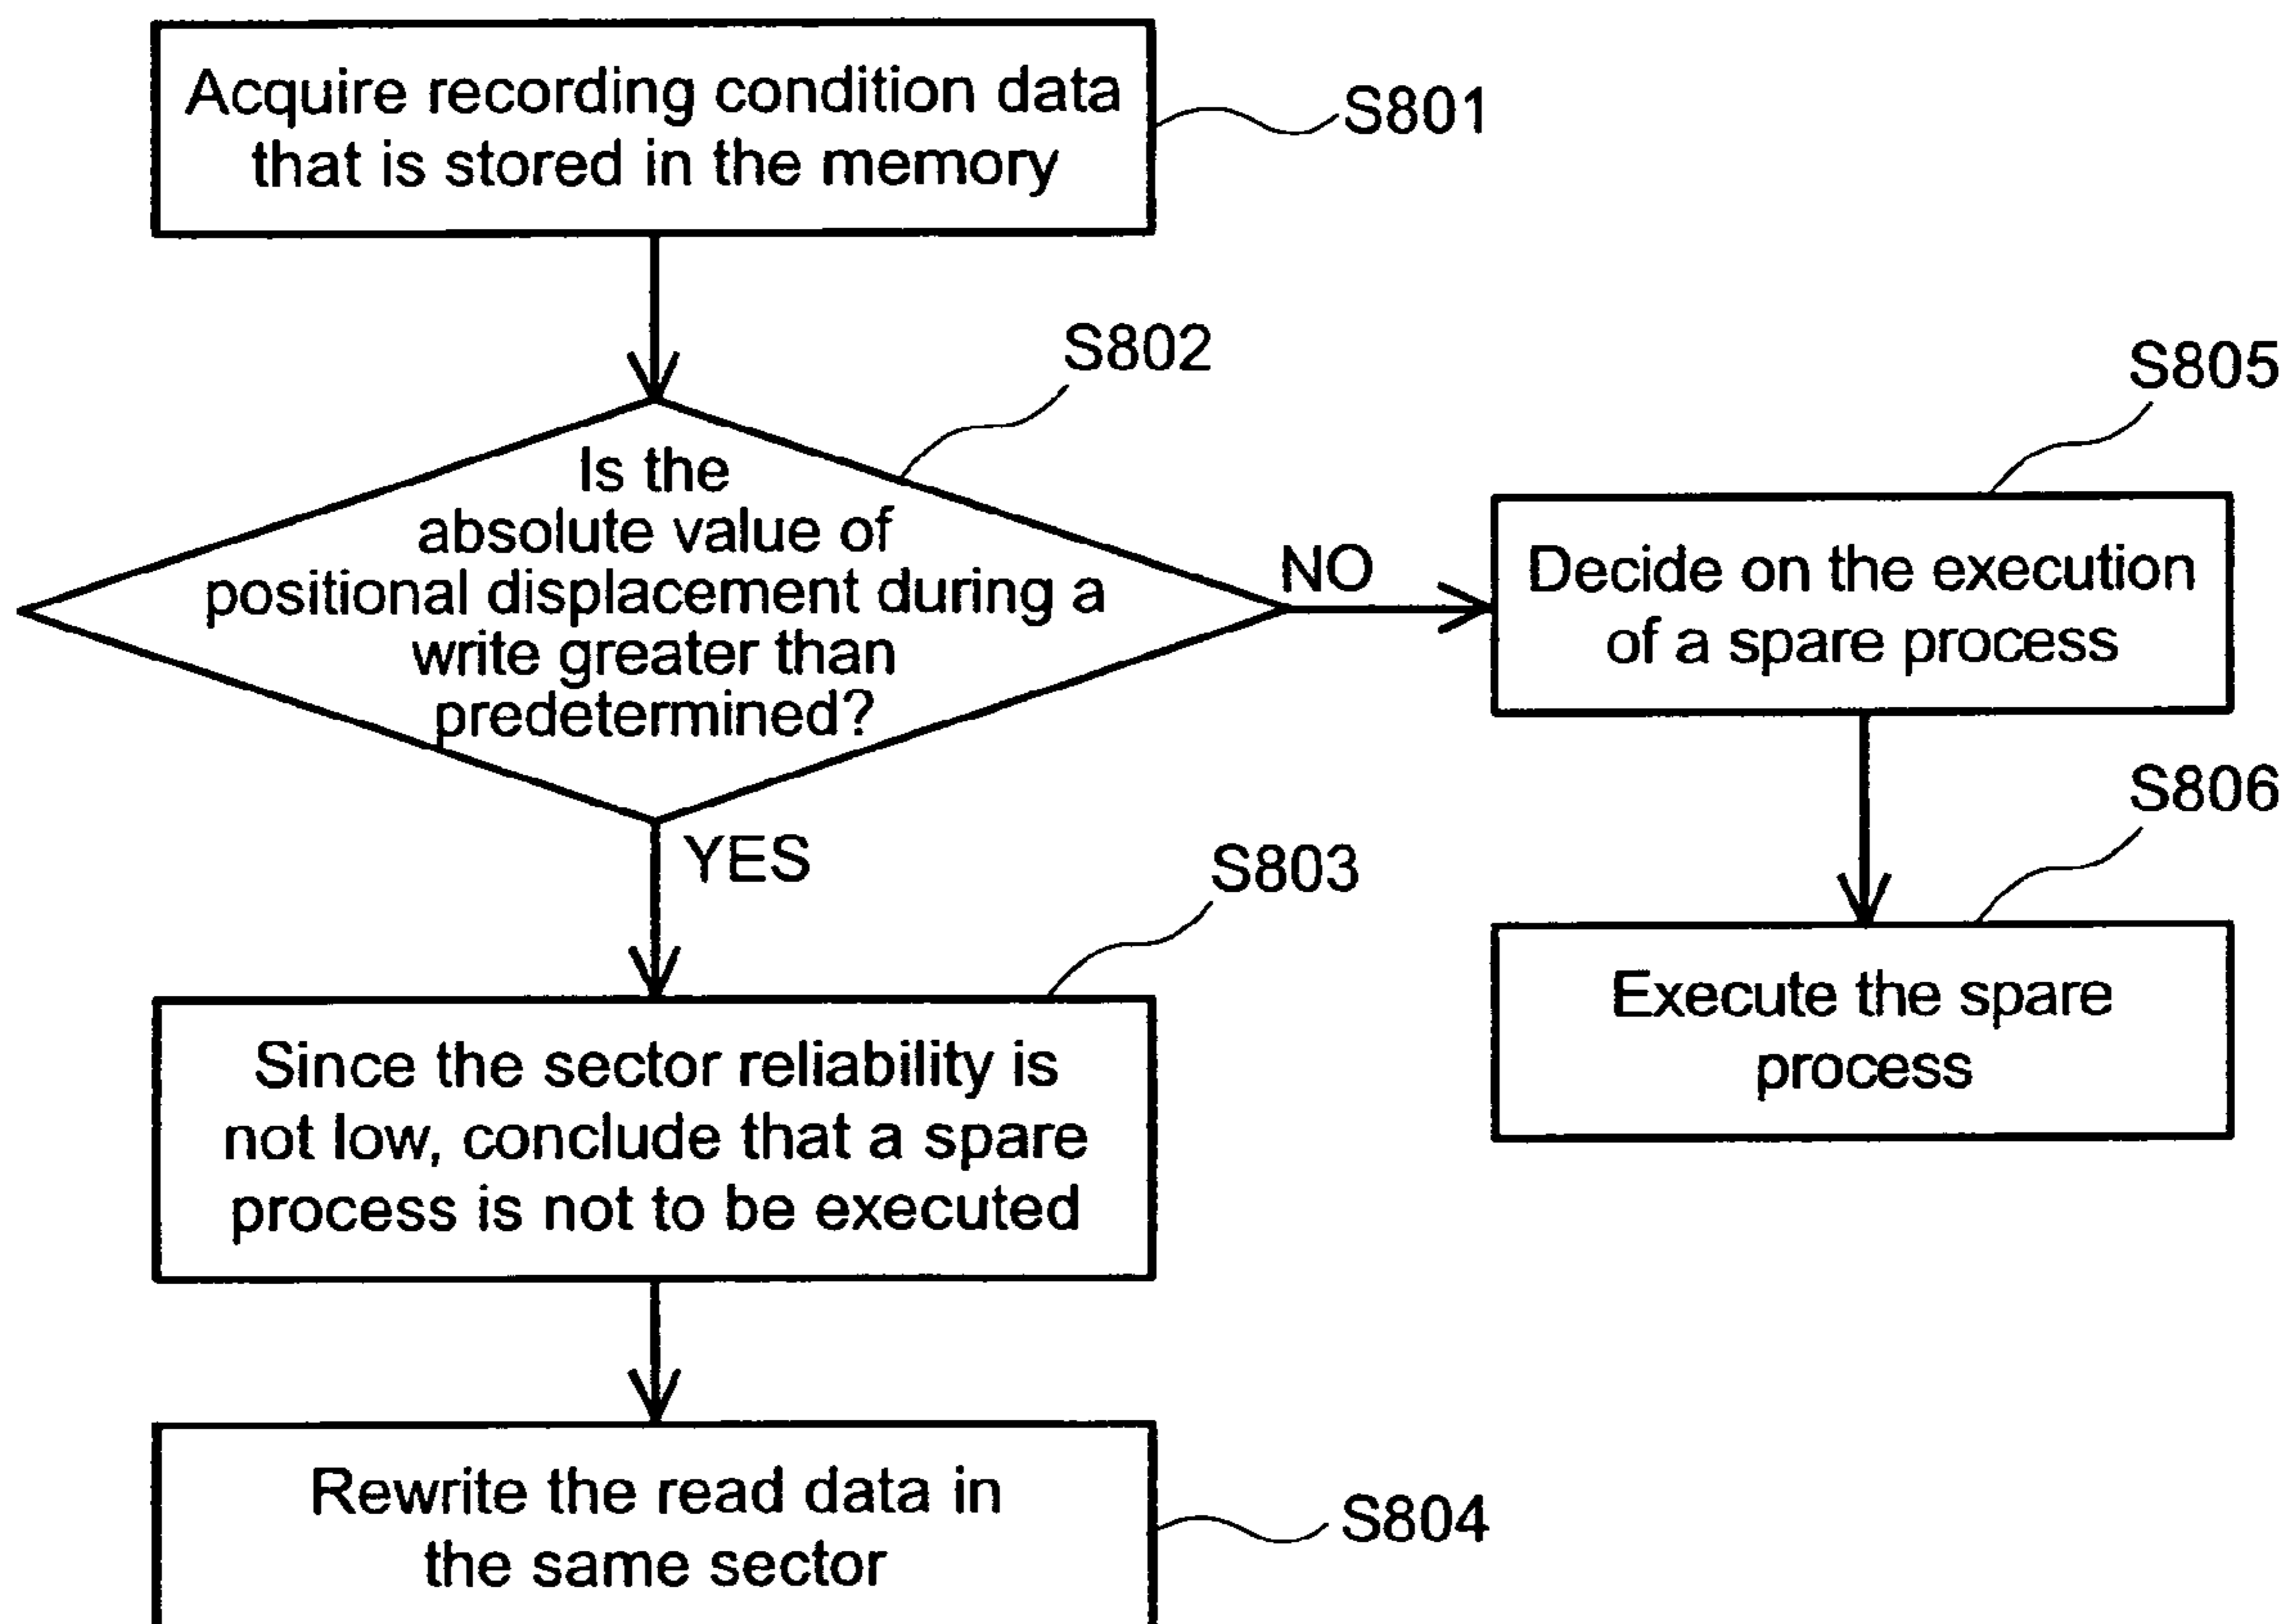 Acquire recording condition data
that is stored in the memory
S801
S802
Is the
absolute value of
positional displacement during a
write greater than
predetermined?
NO
YES
S805
Decide on the execution
of a spare process
S806
Execute the spare
process
S803
Since the sector reliability is
not low, conclude that a spare
process is not to be executed
Rewrite the read data in
the same sector
S804